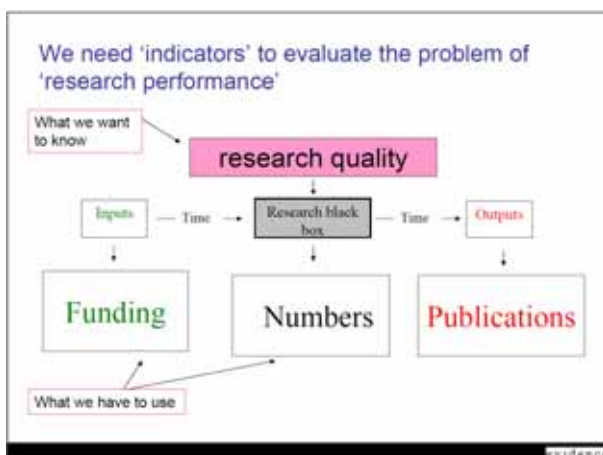 We need ‘indicators’ to evaluate the problem of
‘research performance’
What we want
to know
research quality
Inputs
Time
Research black
box
Time
Outputs
Funding
Numbers
Publications
What we have to use
evidence